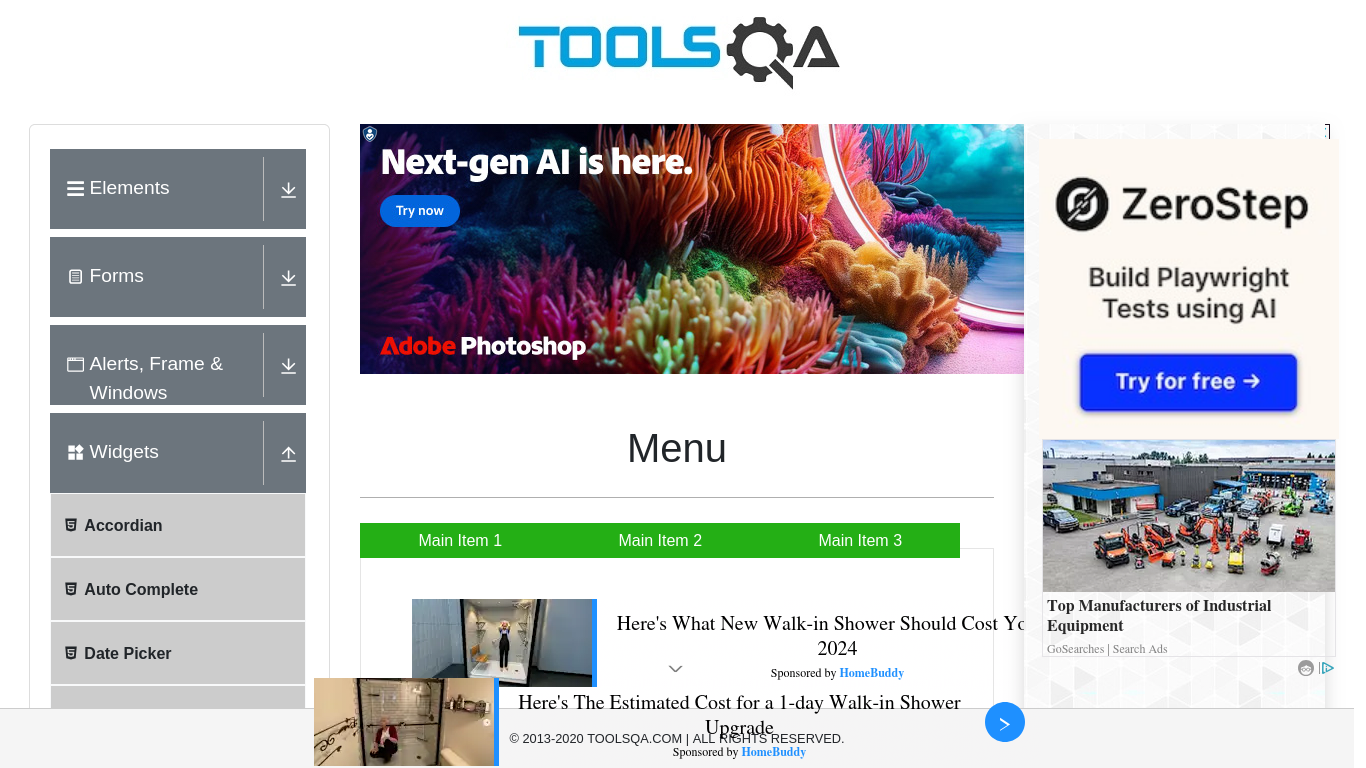 TOOLSQA
Elements
Forms
Alerts, Frame &
Windows
Widgets
Accordian
Auto Complete
Date Picker
Next-gen AI is here.
Try now
Adobe Photoshop
Menu
Main Item 1
Main Item 2
Main Item 3
Here's What New Walk-in Shower Should Cost Yo
2024
Sponsored by HomeBuddy
Here's The Estimated Cost for a 1-day Walk-in Shower
Upgrade
Sponsored by HomeBuddy
© 2013-2020 TOOLSQA.COM | ALL RIGHTS RESERVED.
ZeroStep
Build Playwright
Tests using AI
Try for free →
Top Manufacturers of Industrial
Equipment
GoSearches | Search Ads